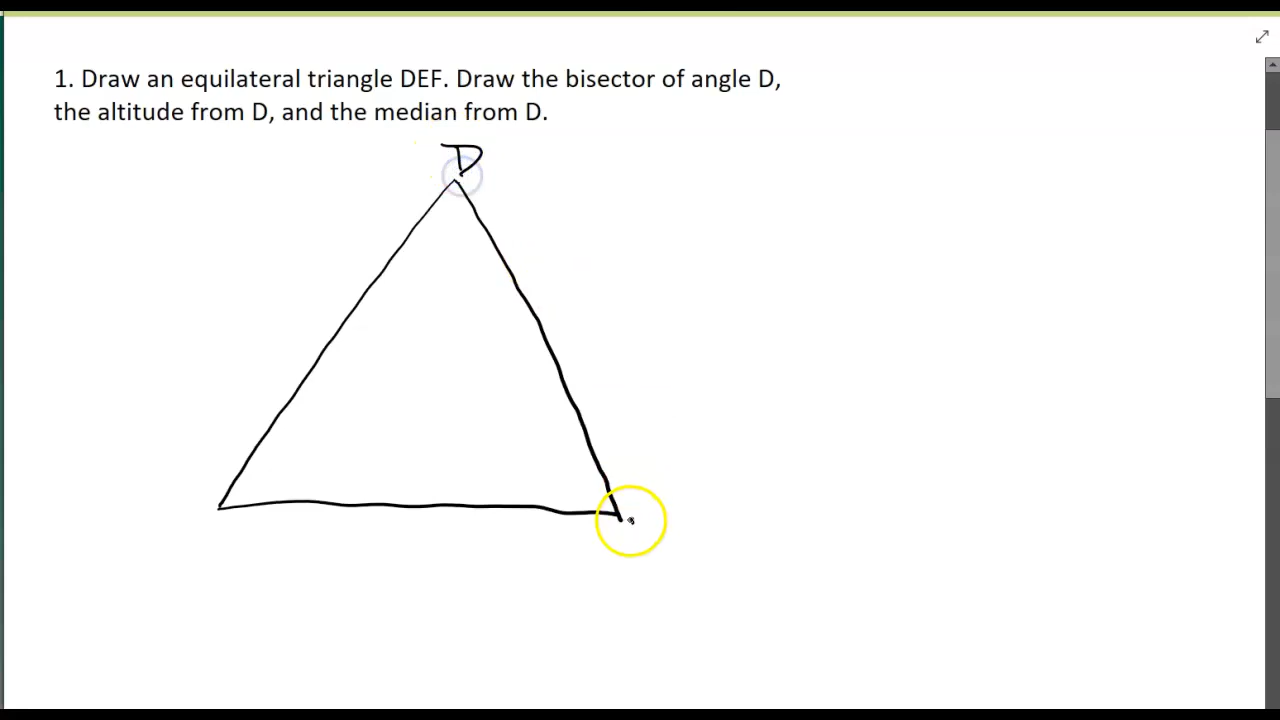 1. Draw an equilateral triangle DEF. Draw the bisector of angle D,
the altitude from D, and the median from D.
D